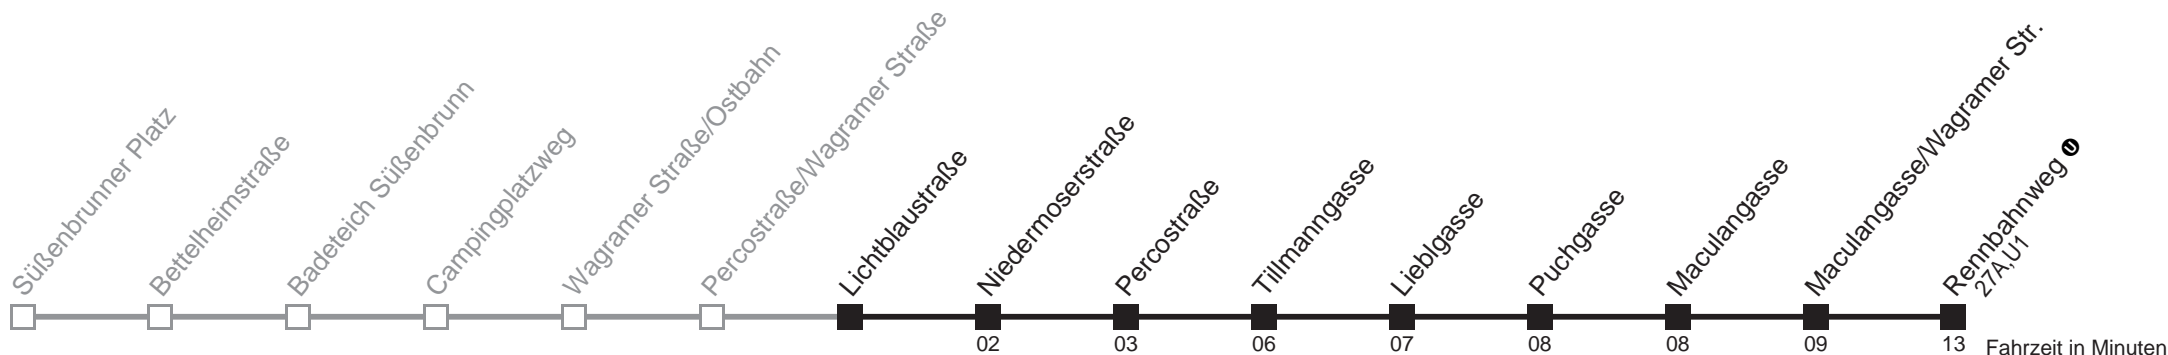 Süßenbrunner Platz
Bettelheimstraße
Badeteich Süßenbrunn
Campingplatzweg
Wagramer Straße/Ostbahn
Percostraße/Wagramer Straße
Lichtblaustraße
Niedermoserstraße
Percostraße
Tillmanngasse
Lieblgasse
Puchgasse
Maculangasse
Maculangasse/Wagramer Str.
Rennbahnweg U
27A,U1
02
03
06
07
08
08
09
13
Fahrzeit in Minuten